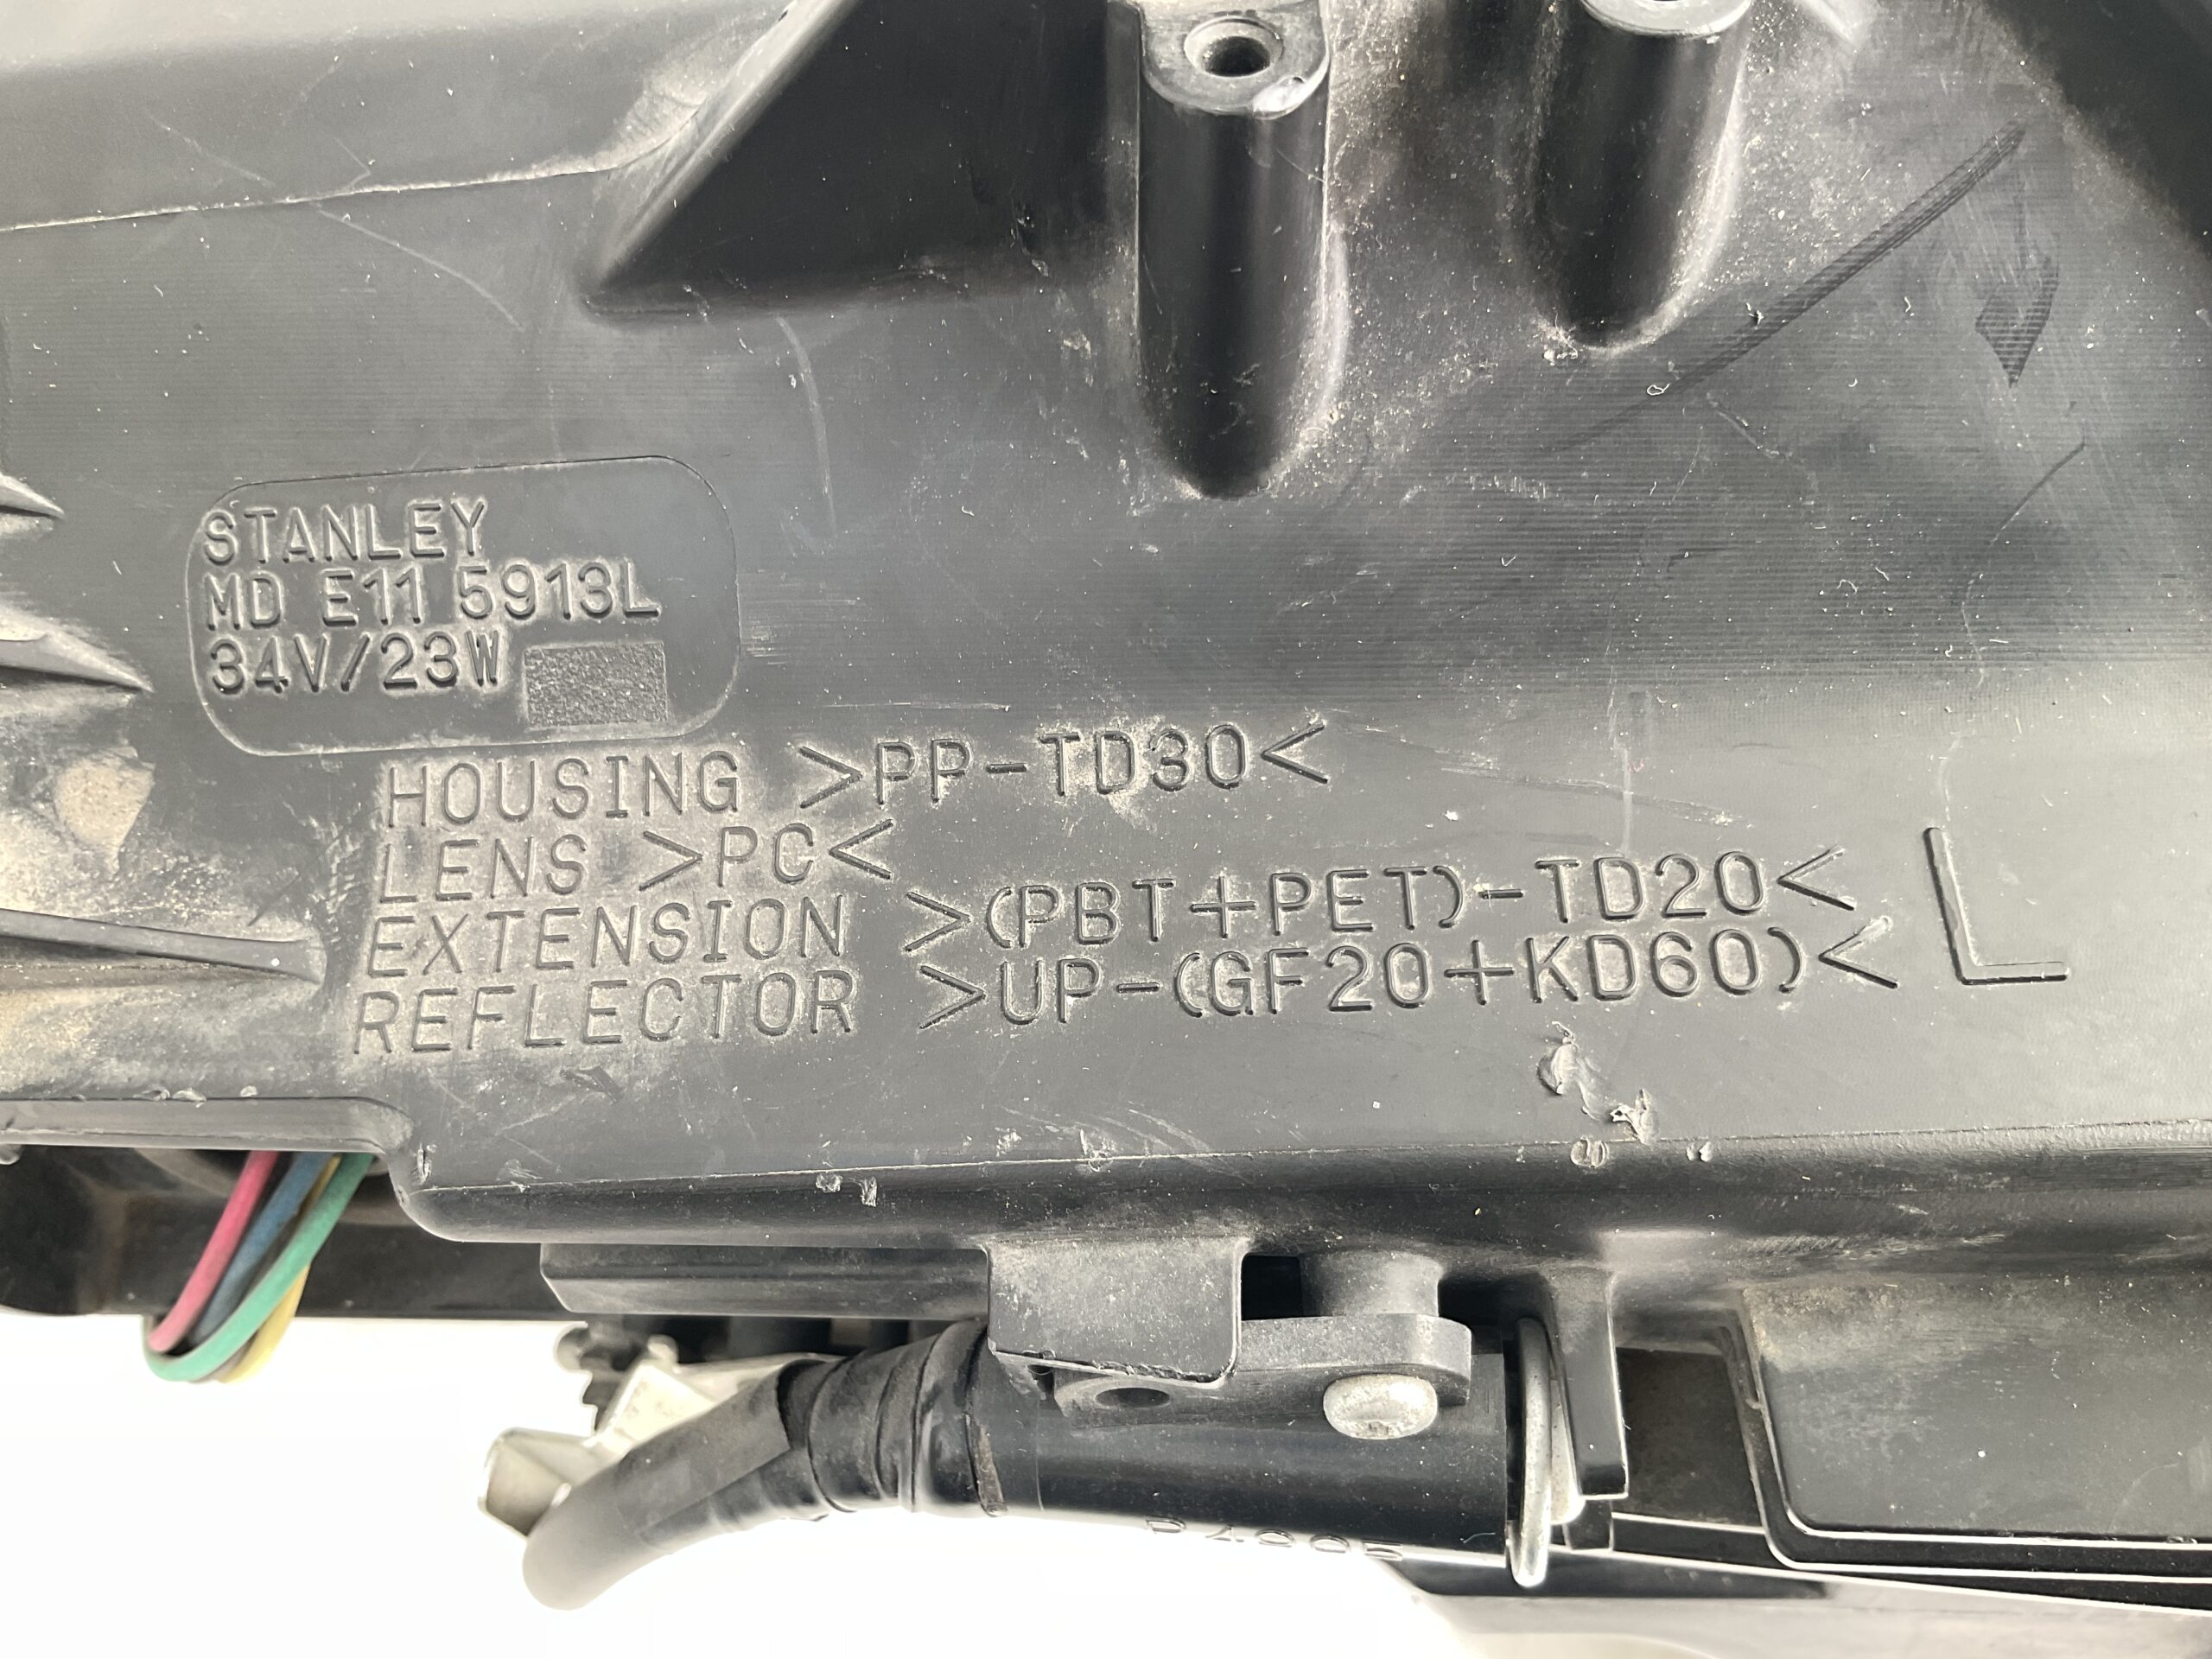 STANLEY
MD E11 5913L
34V/23W
HOUSING >PP-TD30<
LENS >PC<
EXTENSION >(PBT+PET)-TD20<
REFLECTOR >UP-(GF20+KD60)<
L